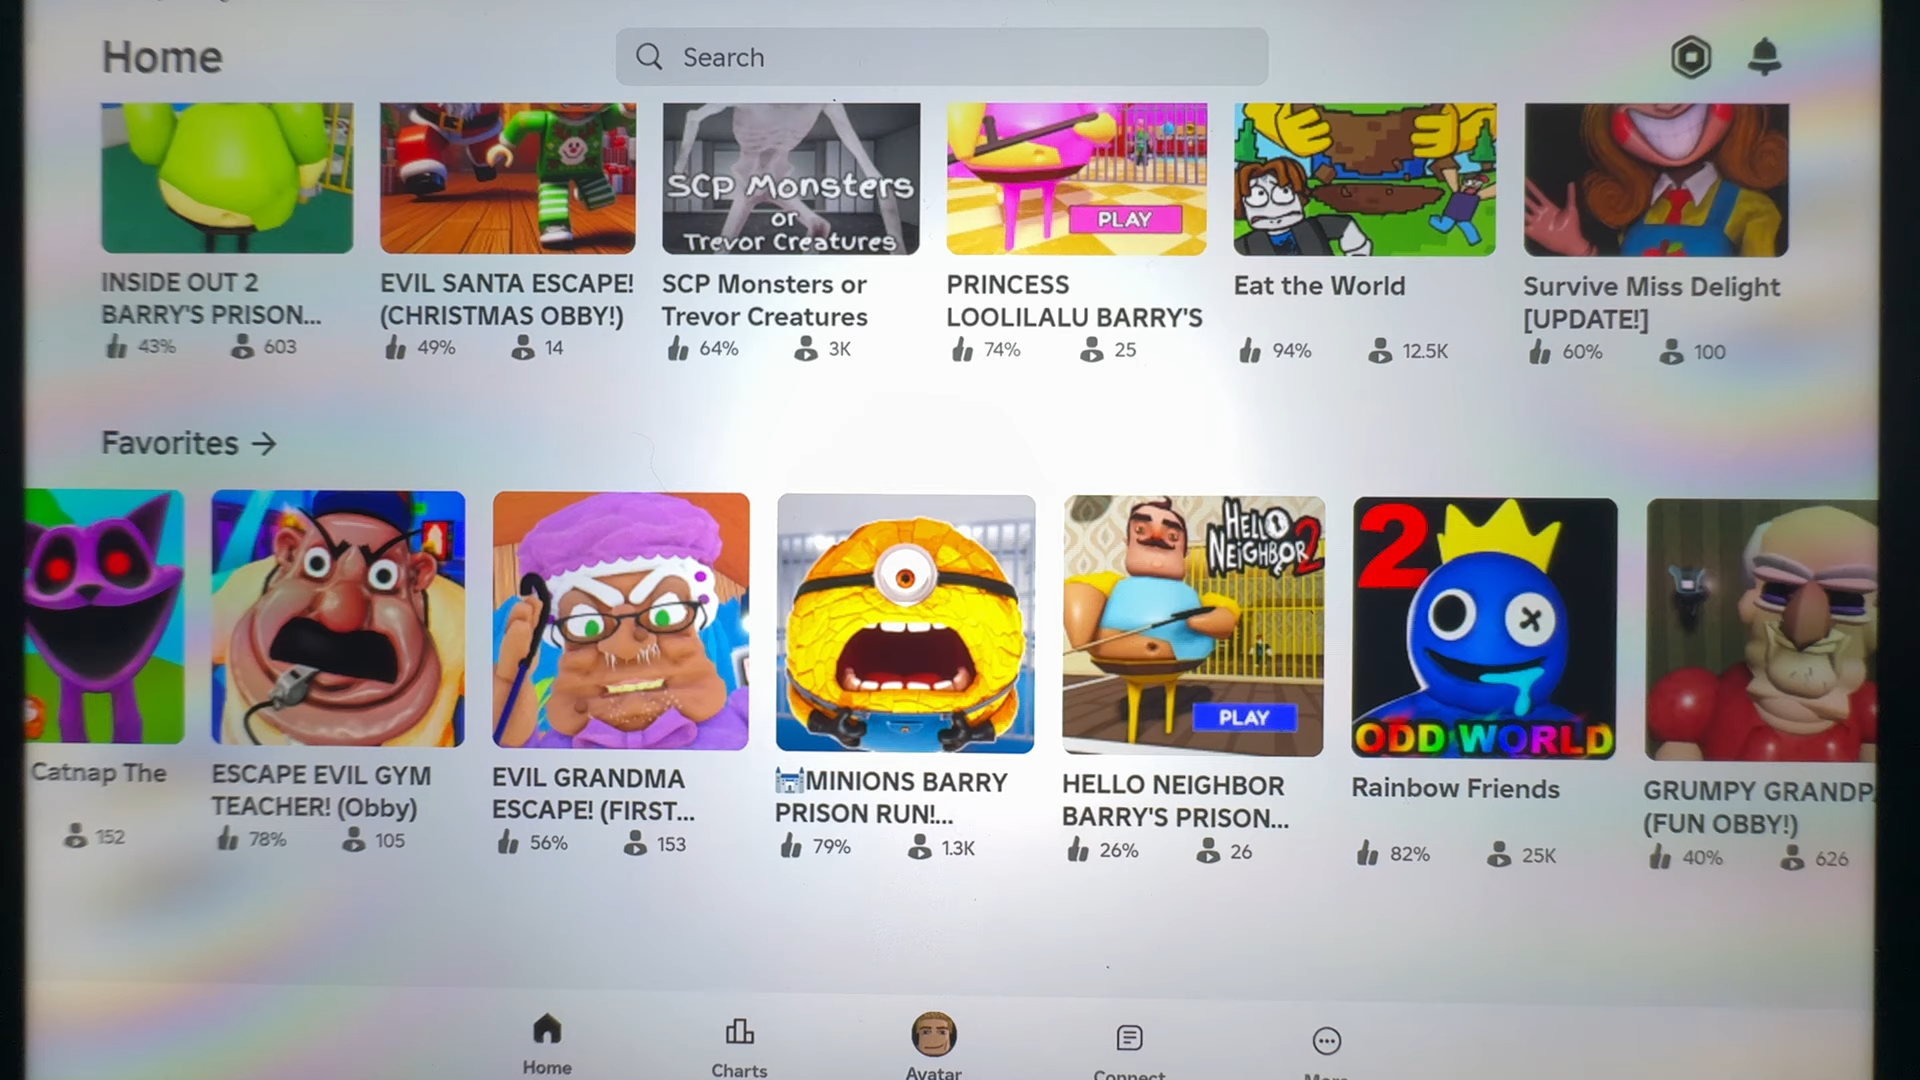 Home
Search
SCP Monsters
or
Trevor Creatures
PLAY
INSIDE OUT 2
BARRY'S PRISON...
43% 603
EVIL SANTA ESCAPE!
(CHRISTMAS OBBY!)
49% 14
SCP Monsters or
Trevor Creatures
64% 3K
PRINCESS
LOOLILALU BARRY'S
74% 25
Eat the World
94% 12.5K
Survive Miss Delight
[UPDATE!]
60% 100
Favorites →
HELLO
NEIGHBOR 2
PLAY
2
ODD WORLD
Catnap The
152
ESCAPE EVIL GYM
TEACHER! (Obby)
78% 105
EVIL GRANDMA
ESCAPE! (FIRST...
56% 153
🏰MINIONS BARRY
PRISON RUN!...
79% 1.3K
HELLO NEIGHBOR
BARRY'S PRISON...
26% 26
Rainbow Friends
82% 25K
GRUMPY GRANDP
(FUN OBBY!)
40% 626
Home
Charts
Avatar
Connect